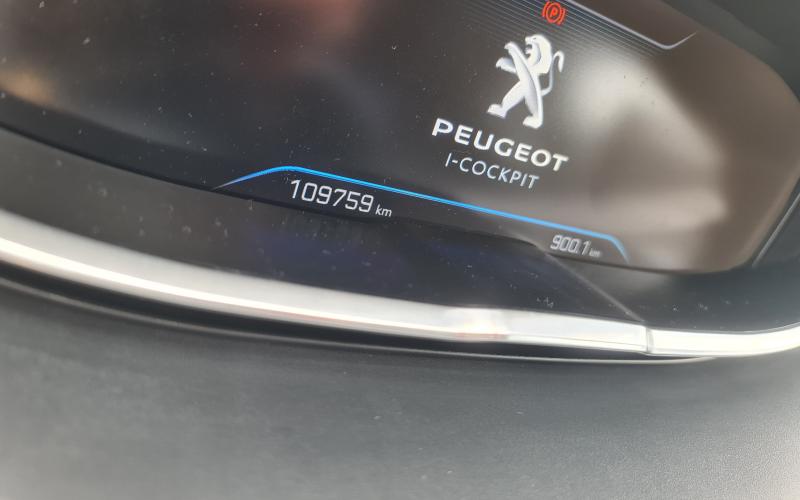 P
PEUGEOT
I-COCKPIT
109759 km
900.1 km